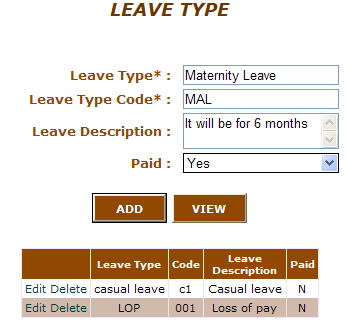 LEAVE TYPE
Leave Type* : Maternity Leave
Leave Type Code* : MAL
Leave Description : It will be for 6 months
Paid : Yes
ADD VIEW
Leave Type Code Leave Description Paid
Edit Delete casual leave c1 Casual leave N
Edit Delete LOP 001 Loss of pay N